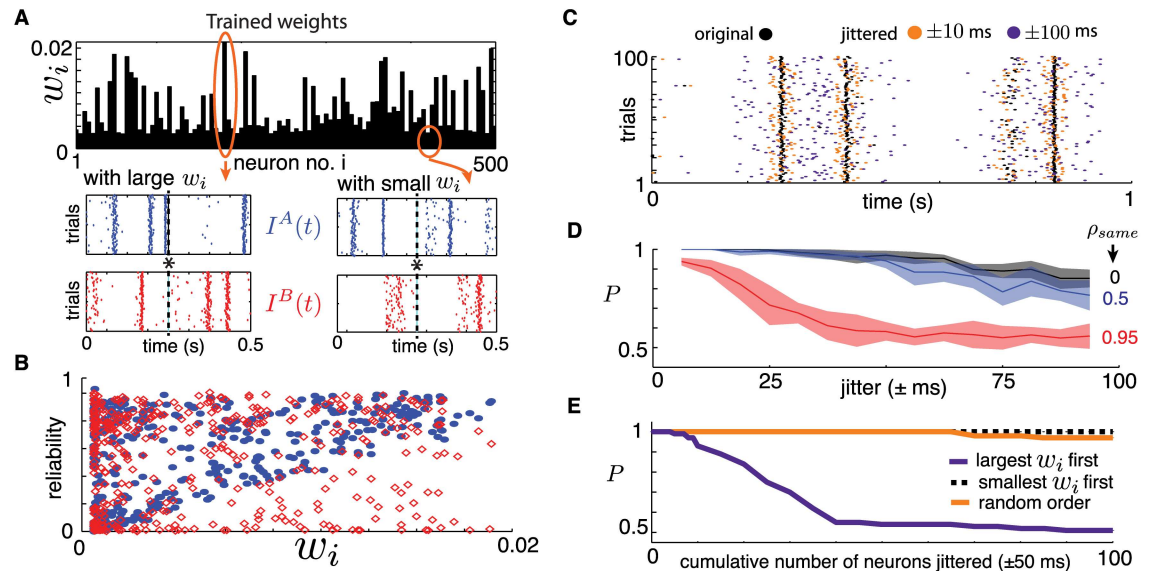 A
Trained weights
0.02
w_i
0
1
neuron no. i
500
with large w_i
with small w_i
trials
I^A(t)
*
*
trials
I^B(t)
0
time (s)
0.5
0
time (s)
0.5
B
1
reliability
0
0
w_i
0.02
C
original
jittered
±10 ms
±100 ms
100
trials
1
0
time (s)
1
D
ρ_same
1
P
0.5
0
0.5
0.95
0
25
jitter (± ms)
75
100
E
1
P
0.5
largest w_i first
smallest w_i first
random order
0
cumulative number of neurons jittered (±50 ms)
100